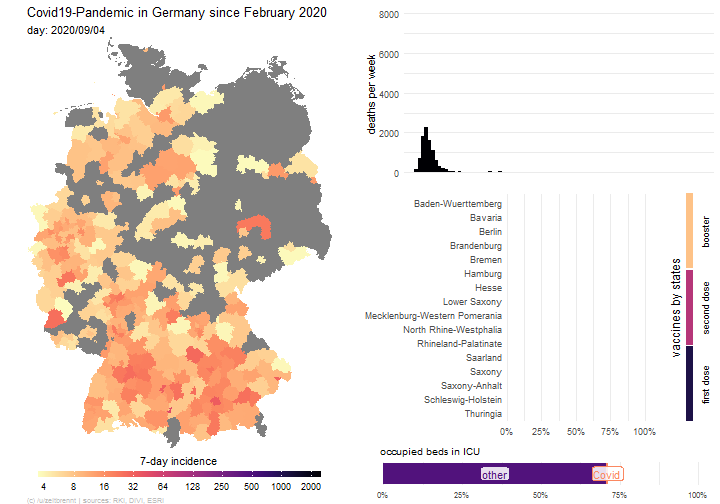 Covid19-Pandemic in Germany since February 2020
day: 2020/09/04
7-day incidence
4 8 16 32 64 128 250 500 1000 2000
(c) /u/zeitbrennt | sources: RKI, DIVI, ESRI
deaths per week
8000
6000
4000
2000
0
Baden-Wuerttemberg
Bavaria
Berlin
Brandenburg
Bremen
Hamburg
Hesse
Lower Saxony
Mecklenburg-Western Pomerania
North Rhine-Westphalia
Rhineland-Palatinate
Saarland
Saxony
Saxony-Anhalt
Schleswig-Holstein
Thuringia
0% 25% 50% 75% 100%
vaccines by states
booster
second dose
first dose
occupied beds in ICU
other Covid
0% 25% 50% 75% 100%